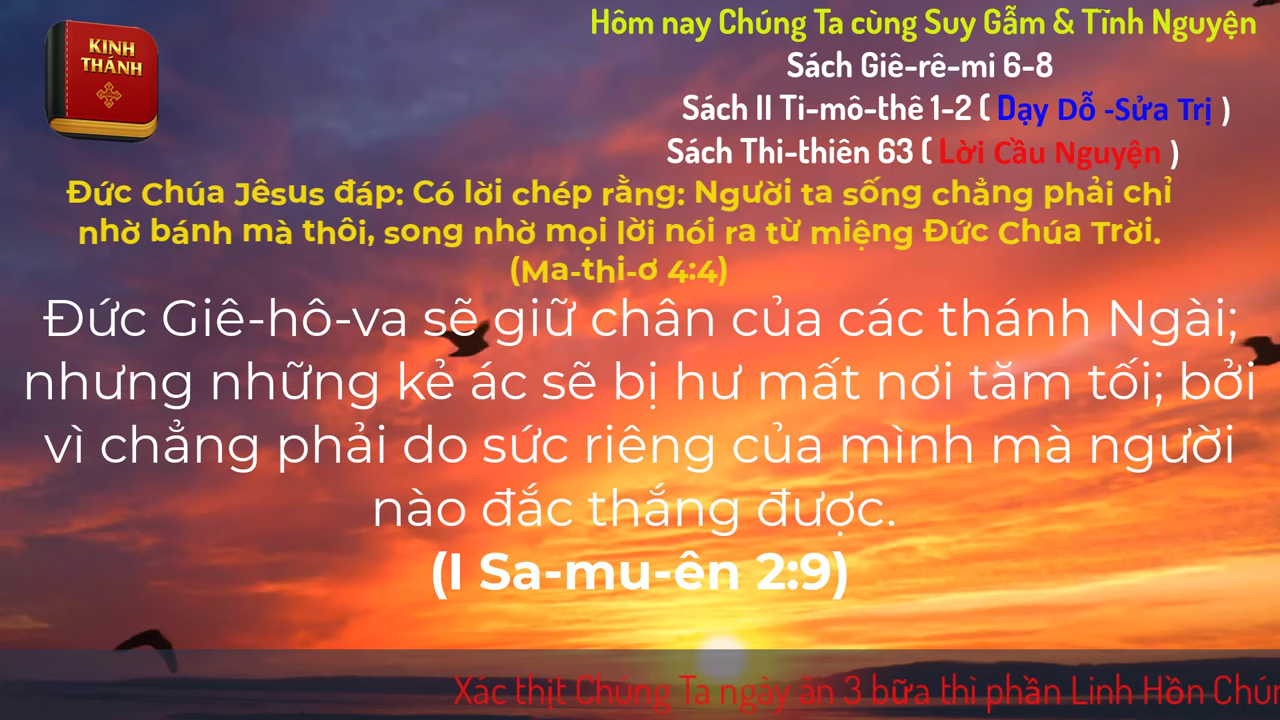 KINH
THÁNH
Hôm nay Chúng Ta cùng Suy Gẫm & Tĩnh Nguyện
Sách Giê-rê-mi 6-8
Sách II Ti-mô-thê 1-2 ( Dạy Dỗ -Sửa Trị )
Sách Thi-thiên 63 ( Lời Cầu Nguyện )
Đức Chúa Jêsus đáp: Có lời chép rằng: Người ta sống chẳng phải chỉ
nhờ bánh mà thôi, song nhờ mọi lời nói ra từ miệng Đức Chúa Trời.
(Ma-thi-ơ 4:4)
Đức Giê-hô-va sẽ giữ chân của các thánh Ngài;
nhưng những kẻ ác sẽ bị hư mất nơi tăm tối; bởi
vì chẳng phải do sức riêng của mình mà người
nào đắc thắng được.
(I Sa-mu-ên 2:9)
Xác thịt Chúng Ta ngày ăn 3 bữa thì phần Linh Hồn